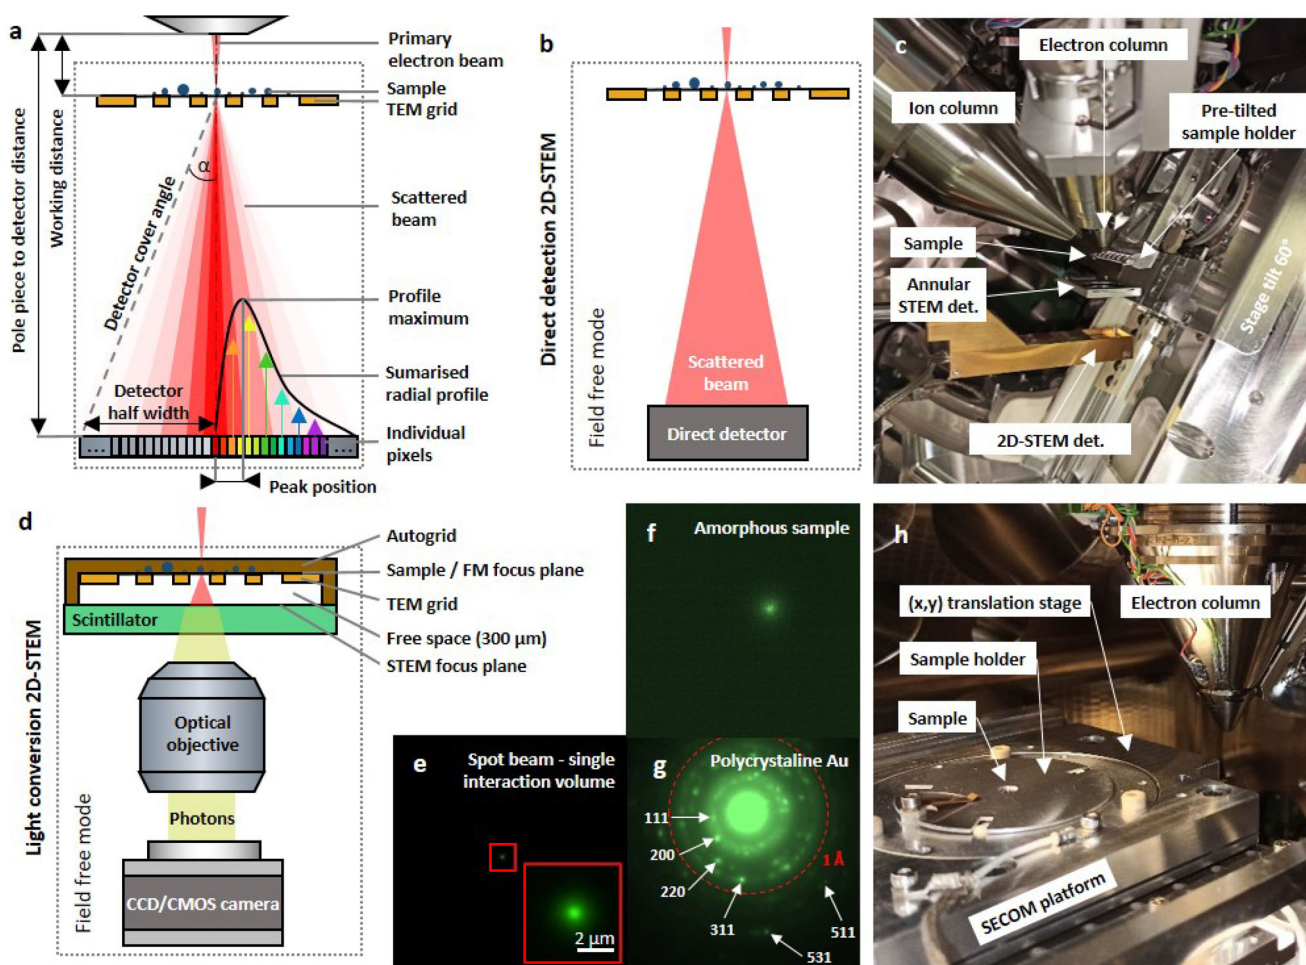 a
Primary
electron beam
Sample
TEM grid
Pole piece to detector distance
Working distance
Detector cover angle
α
Scattered
beam
Profile
maximum
Detector
half width
Sumarised
radial profile
Individual
pixels
Peak position
b
Direct detection 2D-STEM
Field free mode
Scattered
beam
Direct detector
c
Electron column
Ion column
Pre-tilted
sample holder
Sample
Annular
STEM det.
Stage tilt 60°
2D-STEM det.
d
Light conversion 2D-STEM
Field free mode
Autogrid
Sample / FM focus plane
TEM grid
Scintillator
Free space (300 µm)
STEM focus plane
Optical
objective
Photons
CCD/CMOS camera
e
Spot beam - single
interaction volume
2 µm
f
Amorphous sample
g
Polycrystaline Au
111
200
220
311
531
511
1 Å
h
(x,y) translation stage
Electron column
Sample holder
Sample
SECOM platform